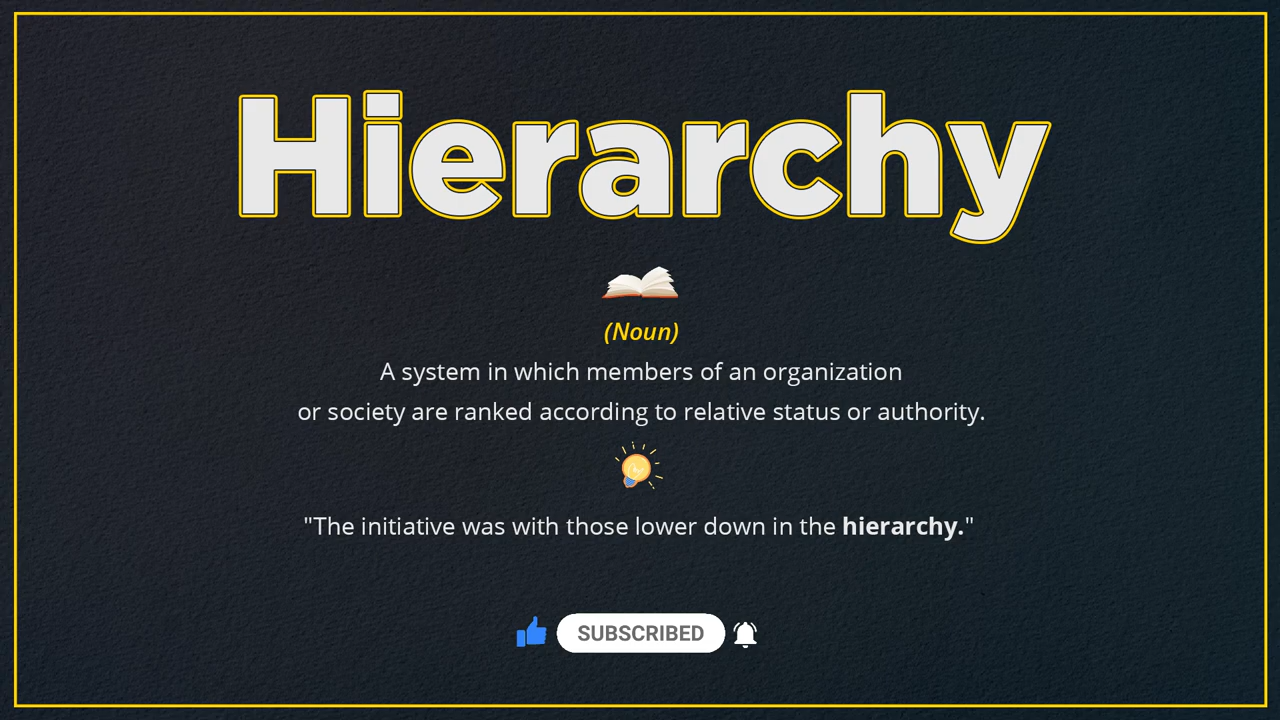 Hierarchy
(Noun)
A system in which members of an organization
or society are ranked according to relative status or authority.
"The initiative was with those lower down in the hierarchy."
SUBSCRIBED